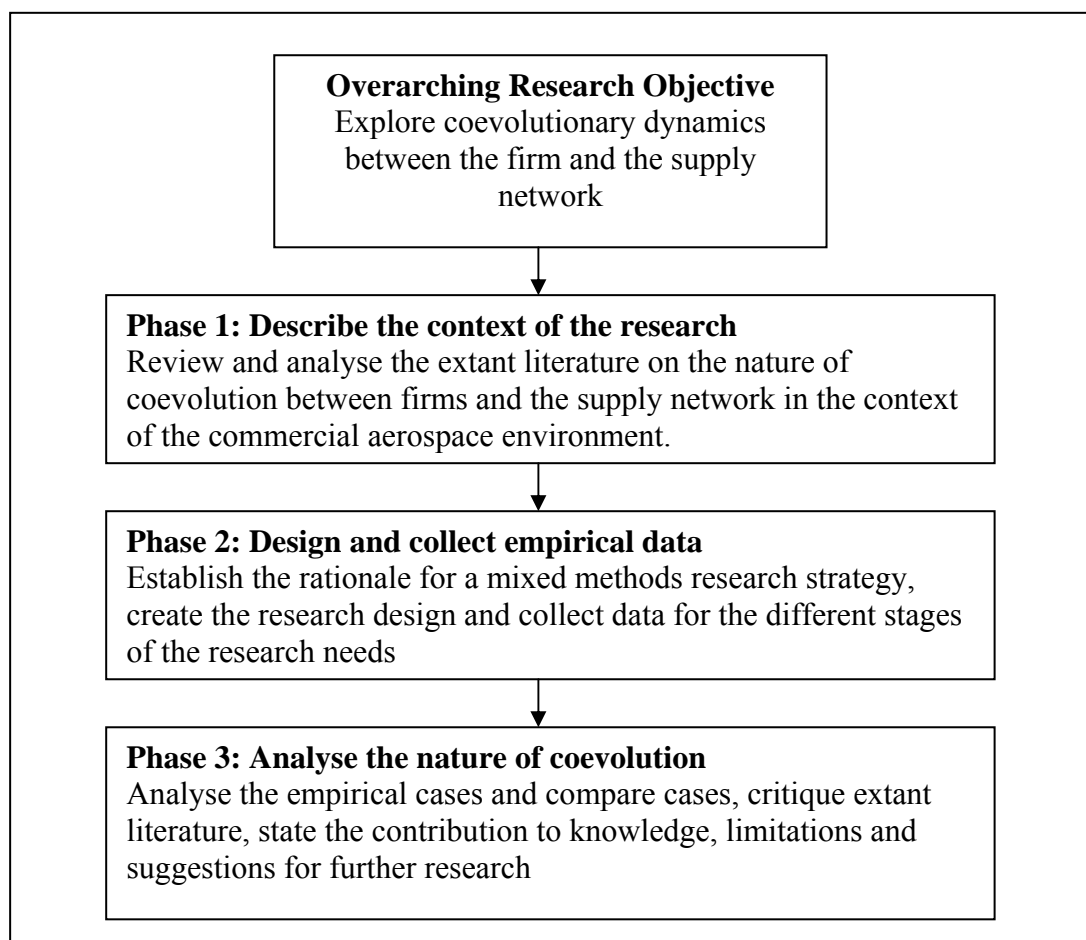 Overarching Research Objective
Explore coevolutionary dynamics
between the firm and the supply
network
Phase 1: Describe the context of the research
Review and analyse the extant literature on the nature of
coevolution between firms and the supply network in the context
of the commercial aerospace environment.
Phase 2: Design and collect empirical data
Establish the rationale for a mixed methods research strategy,
create the research design and collect data for the different stages
of the research needs
Phase 3: Analyse the nature of coevolution
Analyse the empirical cases and compare cases, critique extant
literature, state the contribution to knowledge, limitations and
suggestions for further research